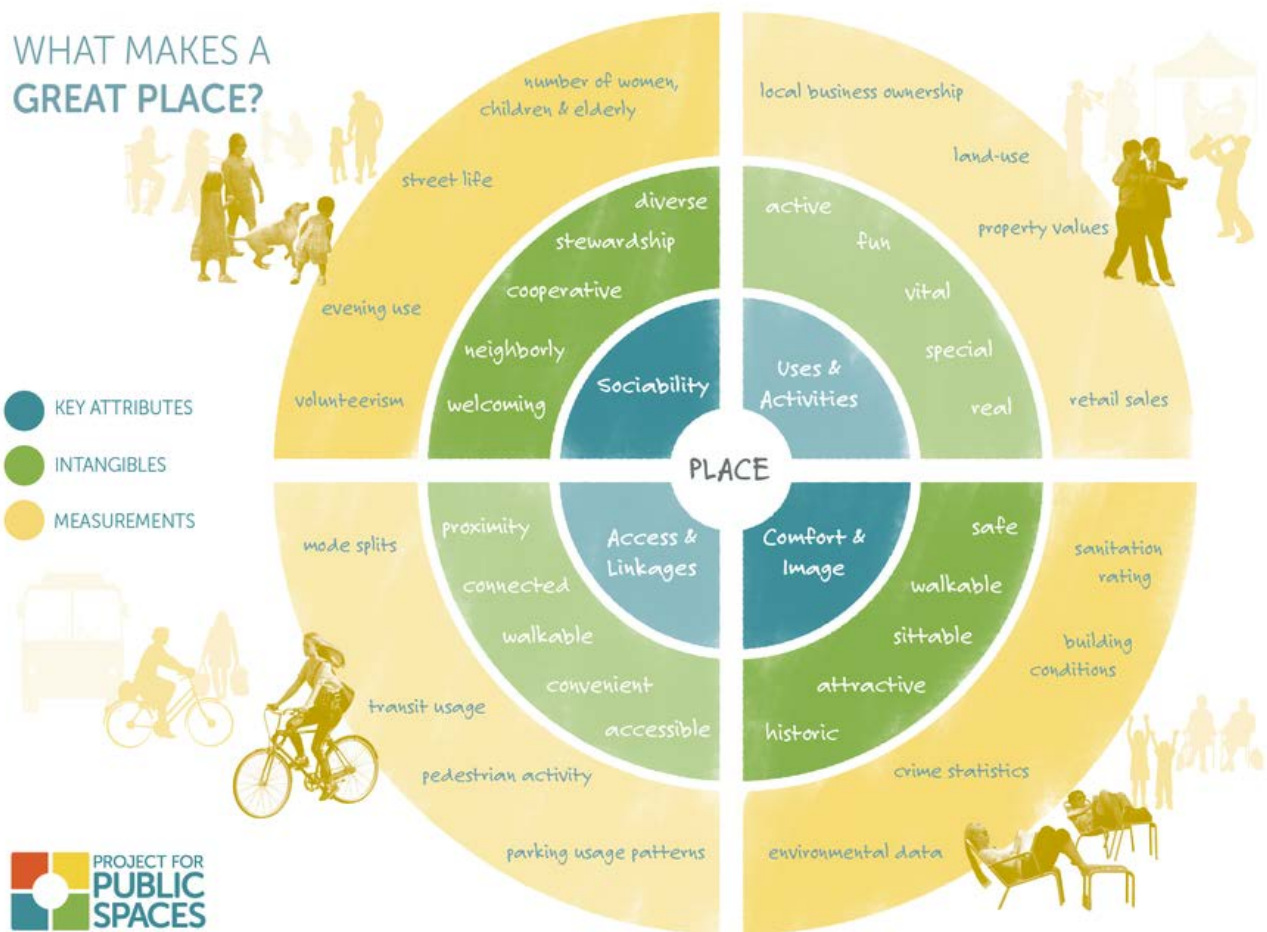 WHAT MAKES A
GREAT PLACE?
number of women,
children & elderly
street life
evening use
volunteerism
diverse
stewardship
cooperative
neighborly
welcoming
Sociability
local business ownership
land-use
property values
retail sales
active
fun
vital
special
real
Uses &
Activities
KEY ATTRIBUTES
INTANGIBLES
MEASUREMENTS
PLACE
mode splits
transit usage
pedestrian activity
parking usage patterns
proximity
connected
walkable
convenient
accessible
Access &
Linkages
Comfort &
Image
safe
walkable
sittable
attractive
historic
sanitation
rating
building
conditions
crime statistics
environmental data
PROJECT FOR
PUBLIC
SPACES